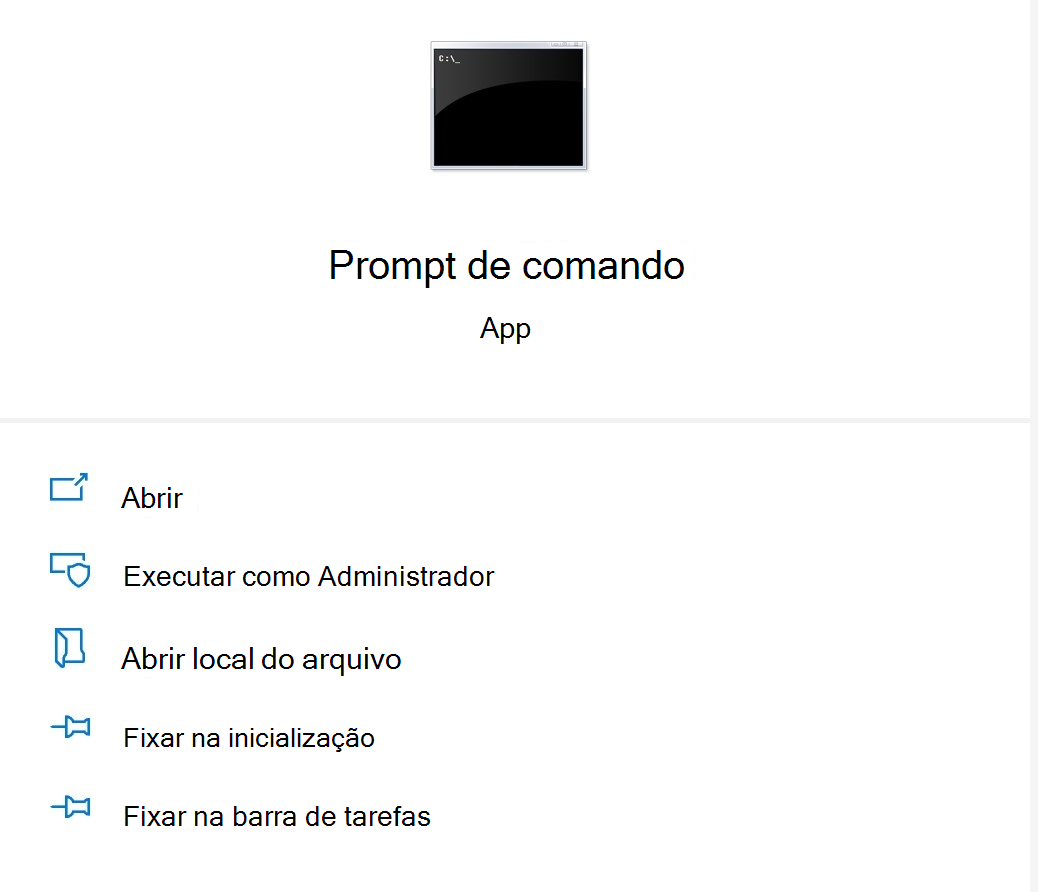 C:\_
Prompt de comando
App
Abrir
Executar como Administrador
Abrir local do arquivo
Fixar na inicialização
Fixar na barra de tarefas